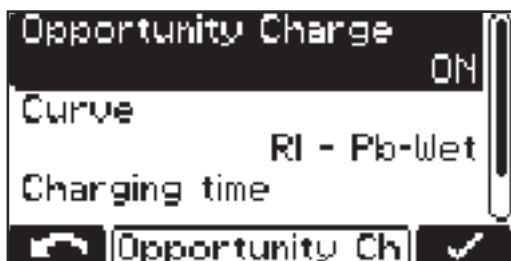 Opportunity Charge
ON
Curve
RI - Pb-Wet
Charging time
Opportunity Ch